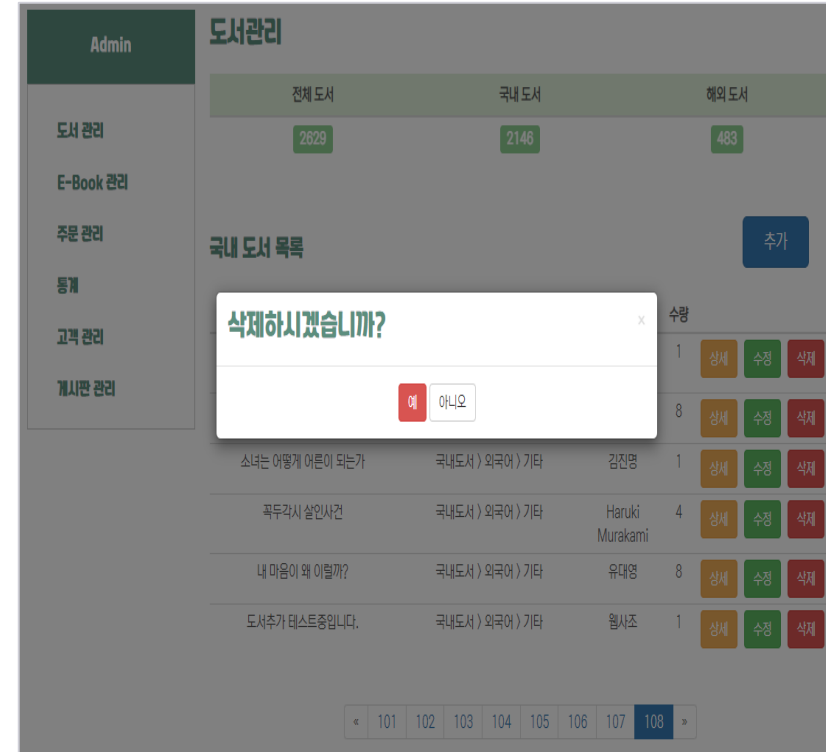 Admin
도서 관리
E-Book 관리
주문 관리
통계
고객 관리
게시판 관리
도서관리
전체 도서 국내 도서 해외 도서
2629 2146 483
국내 도서 목록 추가
삭제하시겠습니까? ×
예 아니오
수량
1 상세 수정 삭제
8 상세 수정 삭제
소녀는 어떻게 어른이 되는가 국내도서 〉 외국어 〉 기타 김진명 1 상세 수정 삭제
꼭두각시 살인사건 국내도서 〉 외국어 〉 기타 Haruki Murakami 4 상세 수정 삭제
내 마음이 왜 이럴까? 국내도서 〉 외국어 〉 기타 유대영 8 상세 수정 삭제
도서추가 테스트중입니다. 국내도서 〉 외국어 〉 기타 웹사조 1 상세 수정 삭제
« 101 102 103 104 105 106 107 108 »